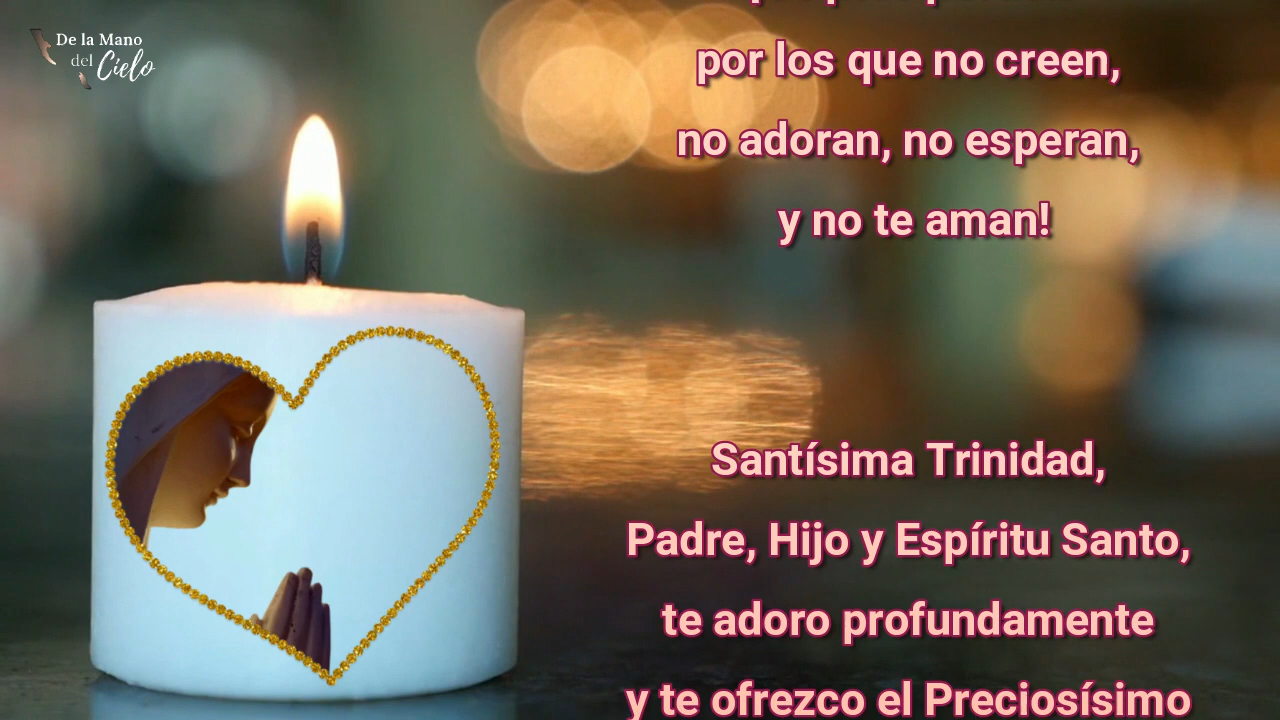 De la Mano
del Cielo
por los que no creen,
no adoran, no esperan,
y no te aman!
Santísima Trinidad,
Padre, Hijo y Espíritu Santo,
te adoro profundamente
y te ofrezco el Preciosísimo